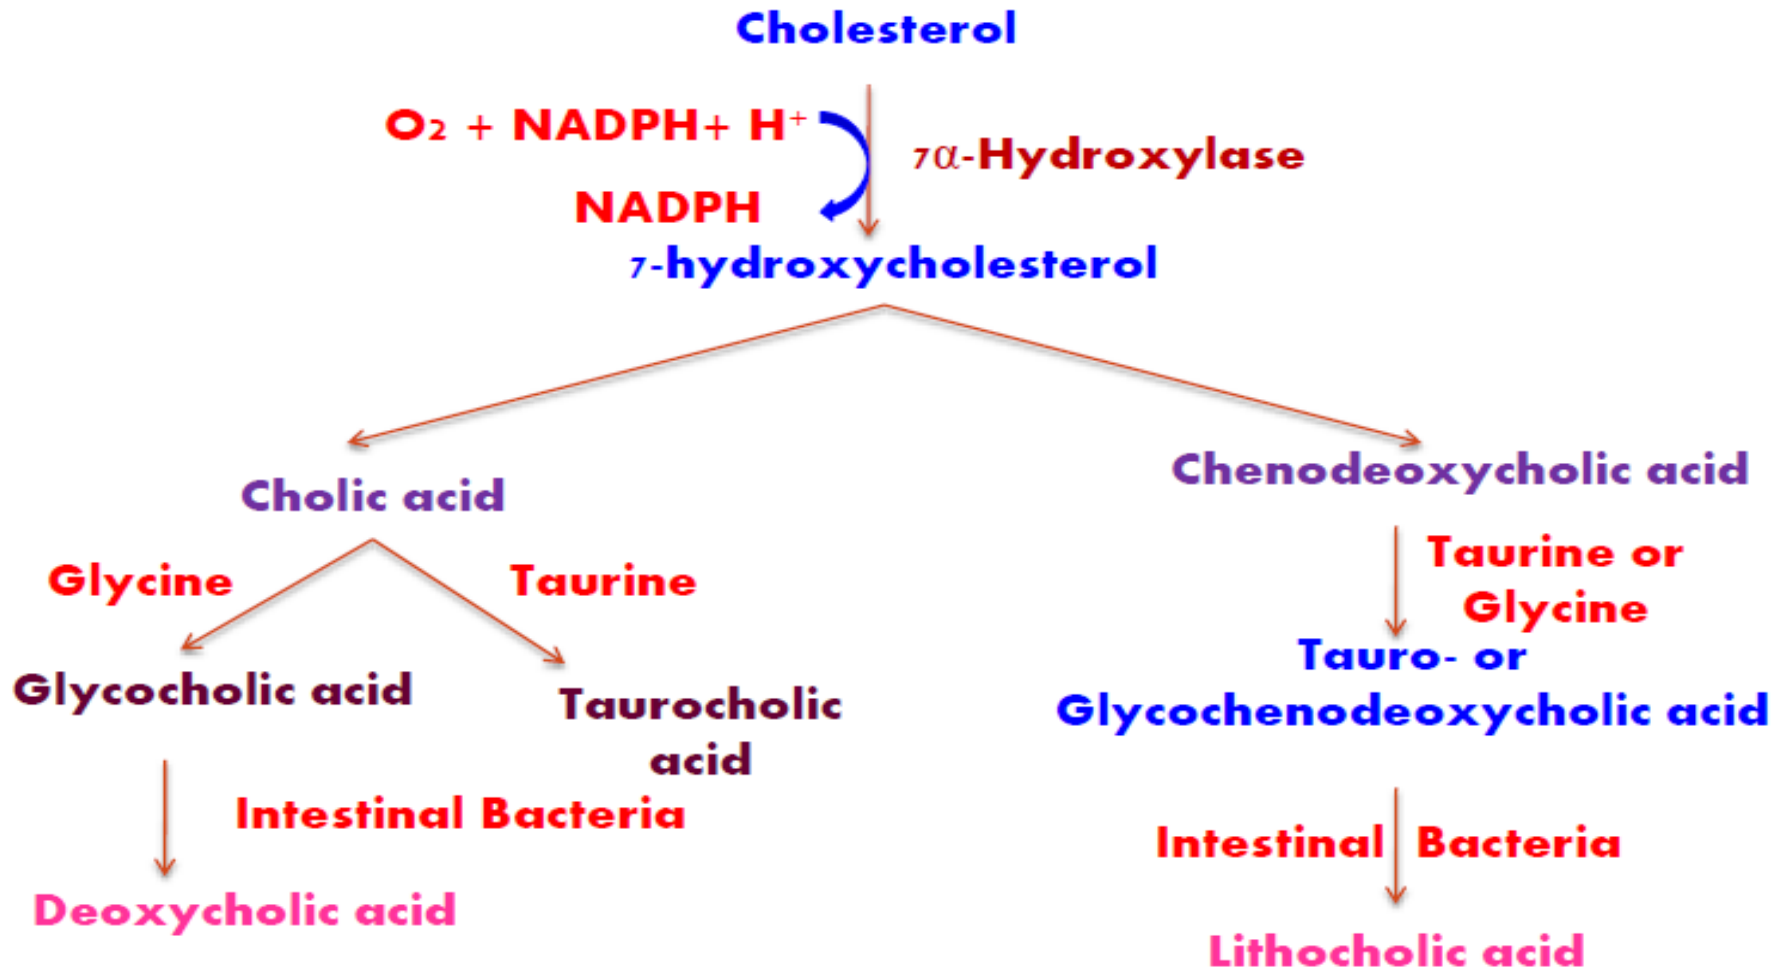 Cholesterol
O₂ + NADPH+ H⁺
7α-Hydroxylase
NADPH
7-hydroxycholesterol
Cholic acid
Chenodeoxycholic acid
Glycine
Taurine
Taurine or
Glycine
Glycocholic acid
Taurocholic
acid
Tauro- or
Glycochenodeoxycholic acid
Intestinal Bacteria
Intestinal Bacteria
Deoxycholic acid
Lithocholic acid